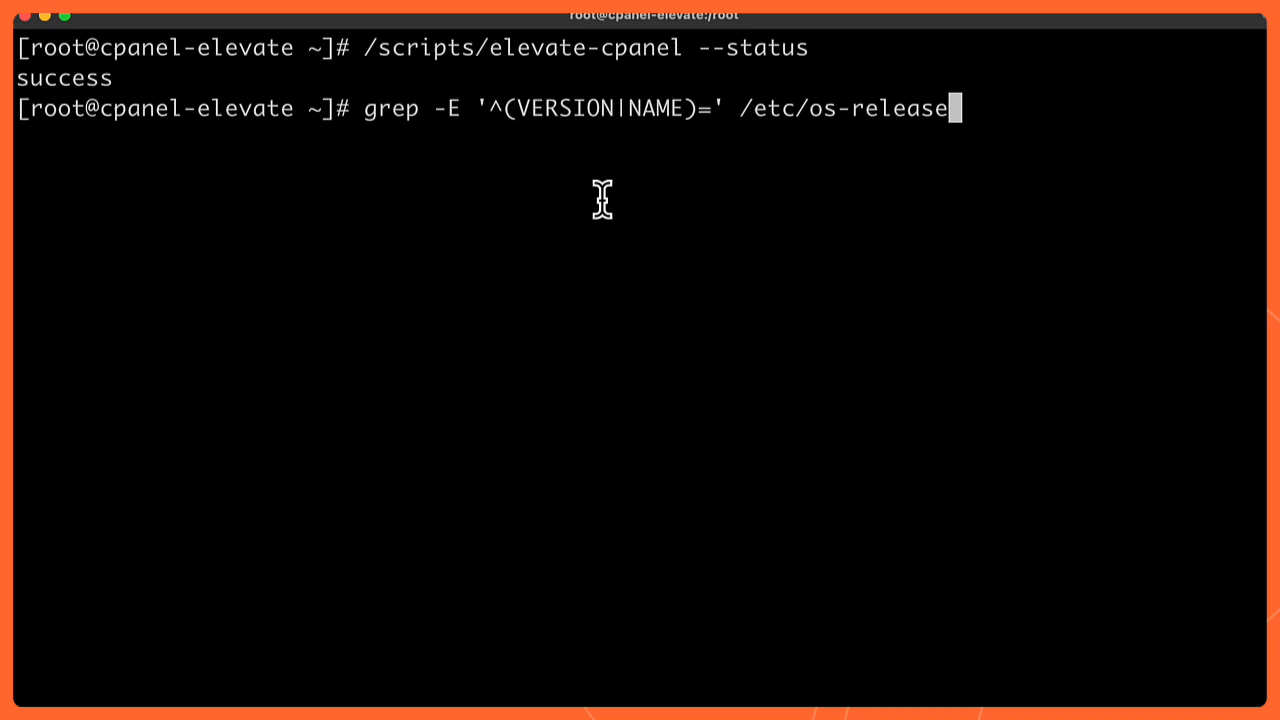 root@cpanel-elevate:/root
[root@cpanel-elevate ~]# /scripts/elevate-cpanel --status
success
[root@cpanel-elevate ~]# grep -E '^(VERSION|NAME)=' /etc/os-release